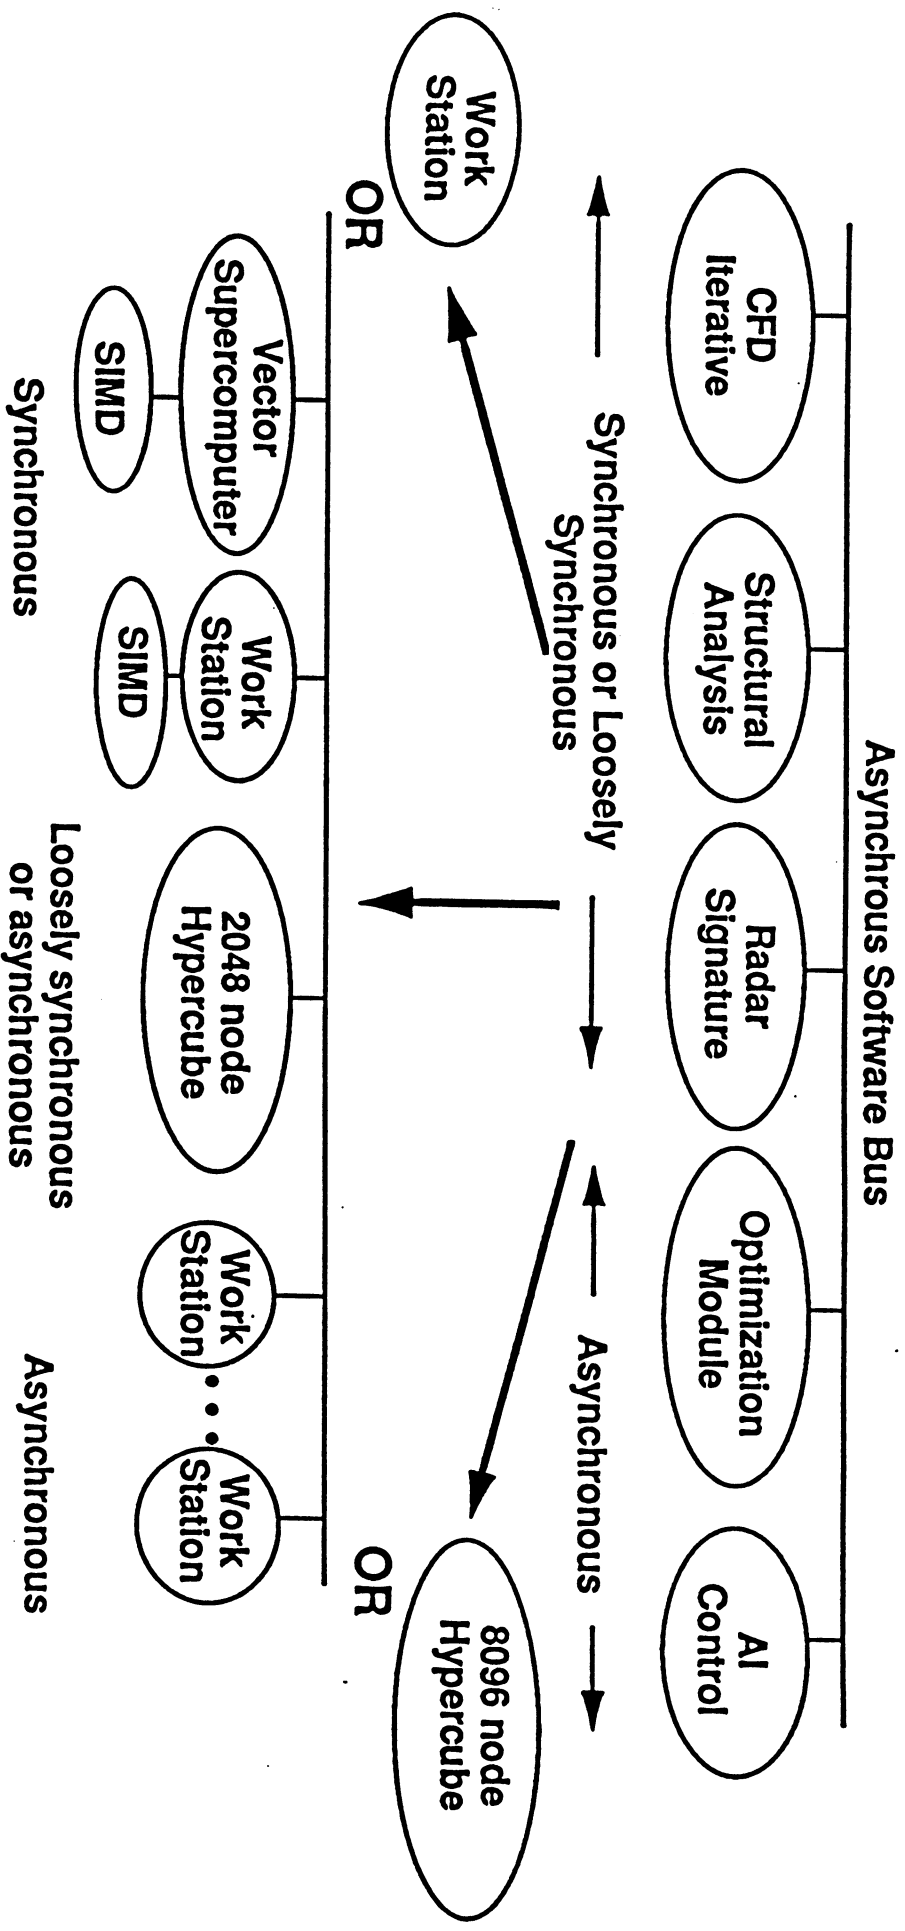 Asynchrous Software Bus
CFD
Iterative
Structural
Analysis
Radar
Signature
Optimization
Module
AI
Control
Synchronous or Loosely
Synchronous
Asynchronous
Work
Station
8096 node
Hypercube
OR
OR
Vector
Supercomputer
SIMD
Work
Station
SIMD
2048 node
Hypercube
Work
Station
Work
Station
Synchronous
Loosely synchronous
or asynchronous
Asynchronous